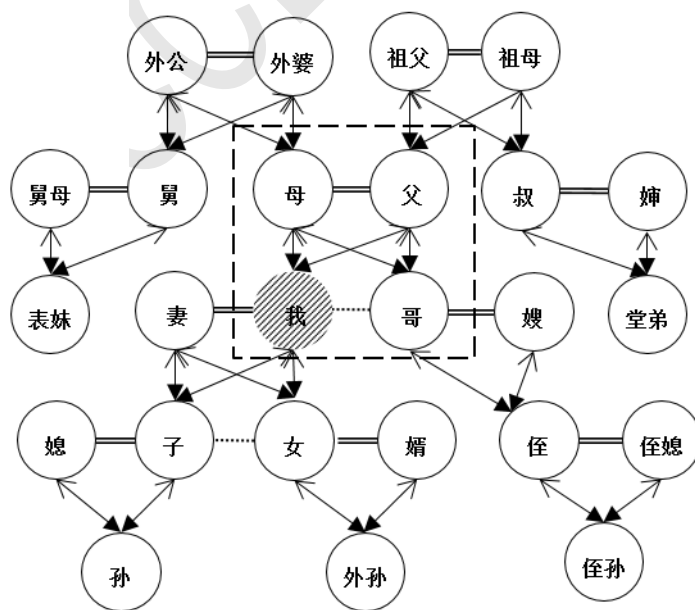 外公 外婆 祖父 祖母
舅母 舅 母 父 叔 婶
表妹 妻 我 哥 嫂 堂弟
媳 子 女 婿 侄 侄媳
孙 外孙 侄孙